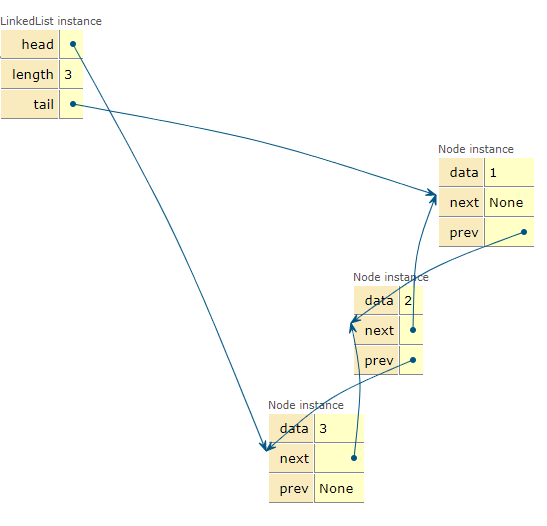 LinkedList instance
head
length 3
tail
Node instance
data 1
next None
prev
Node instance
data 2
next
prev
Node instance
data 3
next
prev None